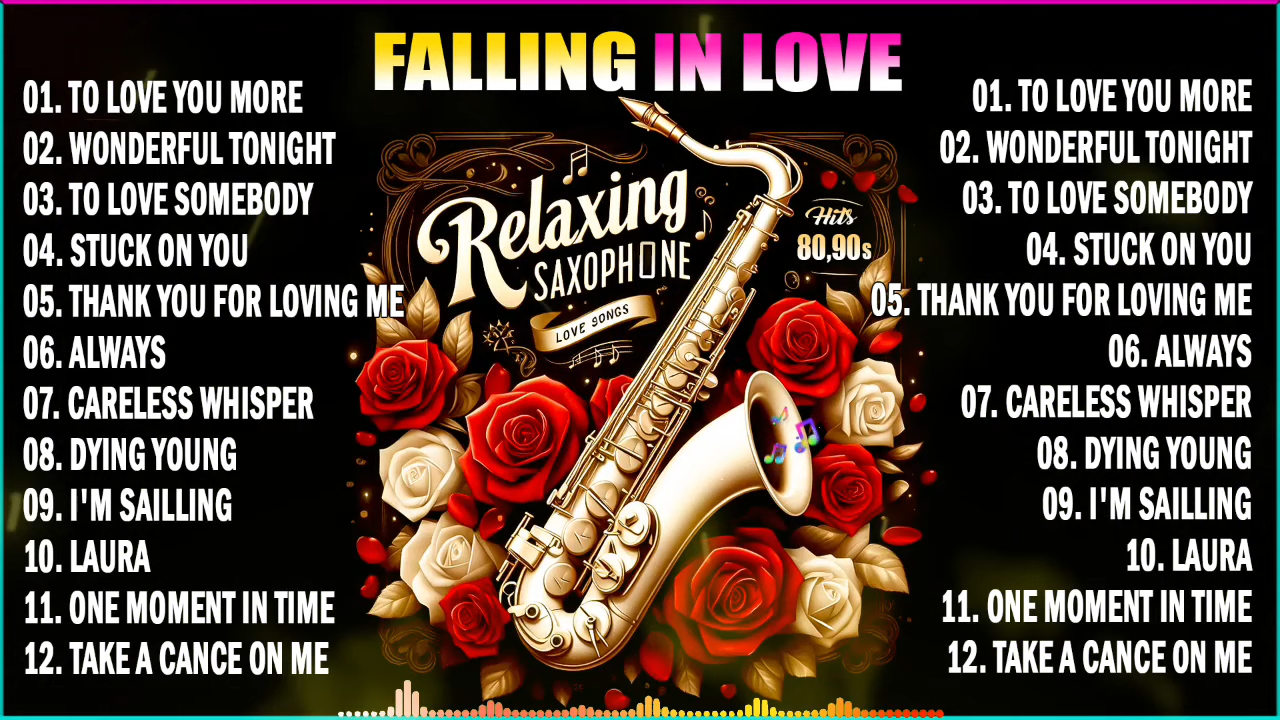 FALLING IN LOVE
01. TO LOVE YOU MORE
02. WONDERFUL TONIGHT
03. TO LOVE SOMEBODY
04. STUCK ON YOU
05. THANK YOU FOR LOVING ME
06. ALWAYS
07. CARELESS WHISPER
08. DYING YOUNG
09. I'M SAILLING
10. LAURA
11. ONE MOMENT IN TIME
12. TAKE A CANCE ON ME
Relaxing
SAXOPH▯NE
LOVE SONGS
Hits
80,90s
01. TO LOVE YOU MORE
02. WONDERFUL TONIGHT
03. TO LOVE SOMEBODY
04. STUCK ON YOU
05. THANK YOU FOR LOVING ME
06. ALWAYS
07. CARELESS WHISPER
08. DYING YOUNG
09. I'M SAILLING
10. LAURA
11. ONE MOMENT IN TIME
12. TAKE A CANCE ON ME